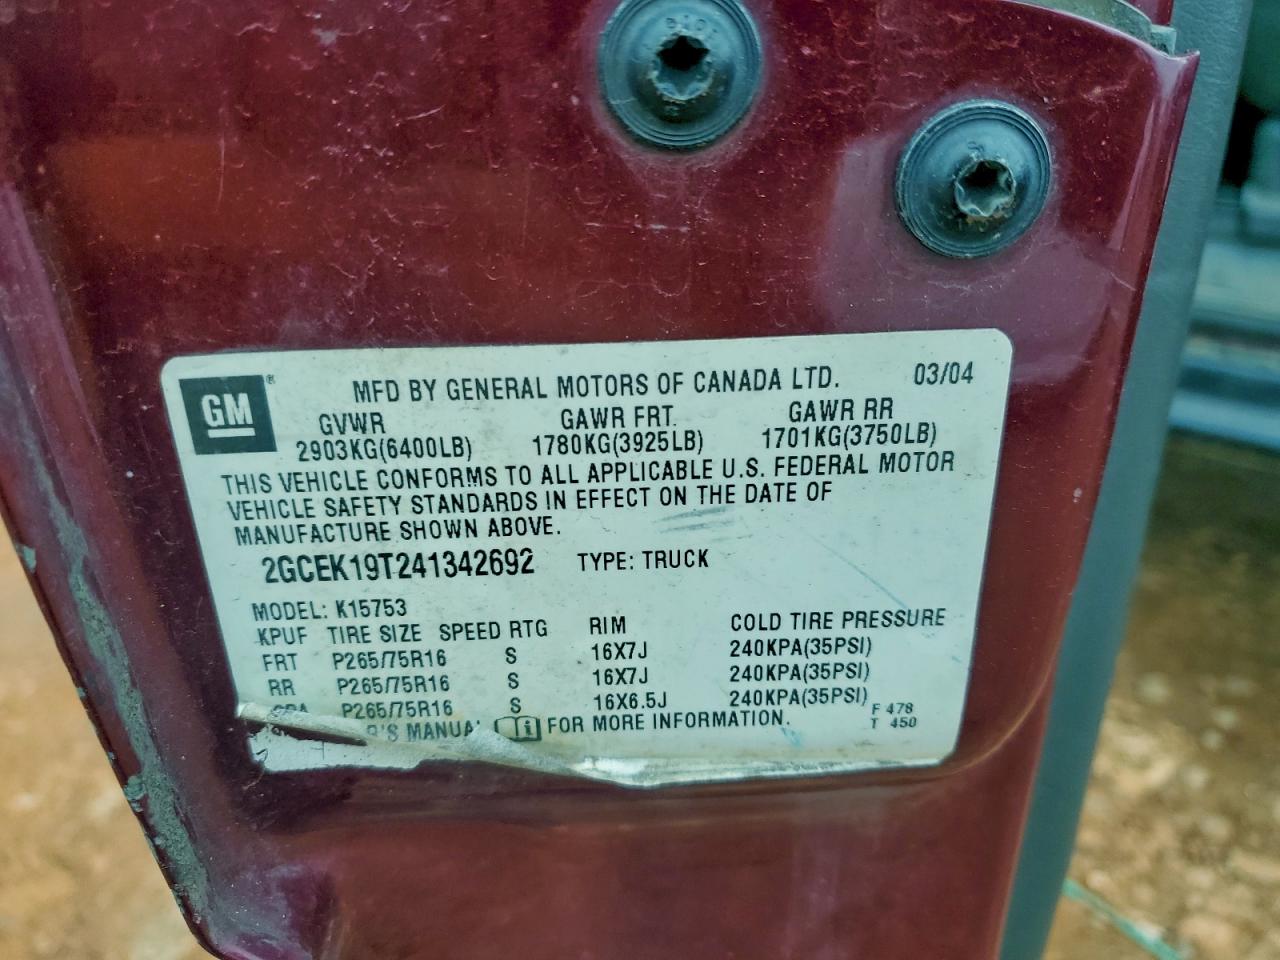 GM
MFD BY GENERAL MOTORS OF CANADA LTD. 03/04
GVWR GAWR FRT. GAWR RR
2903KG(6400LB) 1780KG(3925LB) 1701KG(3750LB)
THIS VEHICLE CONFORMS TO ALL APPLICABLE U.S. FEDERAL MOTOR
VEHICLE SAFETY STANDARDS IN EFFECT ON THE DATE OF
MANUFACTURE SHOWN ABOVE.
2GCEK19T241342692 TYPE: TRUCK
MODEL: K15753
KPUF TIRE SIZE SPEED RTG RIM COLD TIRE PRESSURE
FRT P265/75R16 S 16X7J 240KPA(35PSI)
RR P265/75R16 S 16X7J 240KPA(35PSI)
P265/75R16 S 16X6.5J 240KPA(35PSI)
FOR MORE INFORMATION.
F 478
T 450